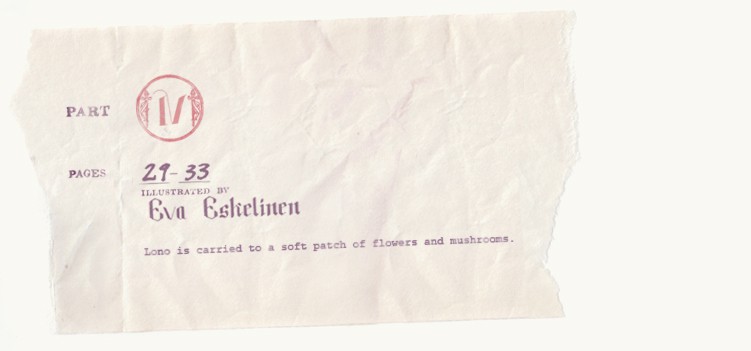 PART IV
PAGES 29-33
ILLUSTRATED BY
Eva Eskelinen
Lono is carried to a soft patch of flowers and mushrooms.